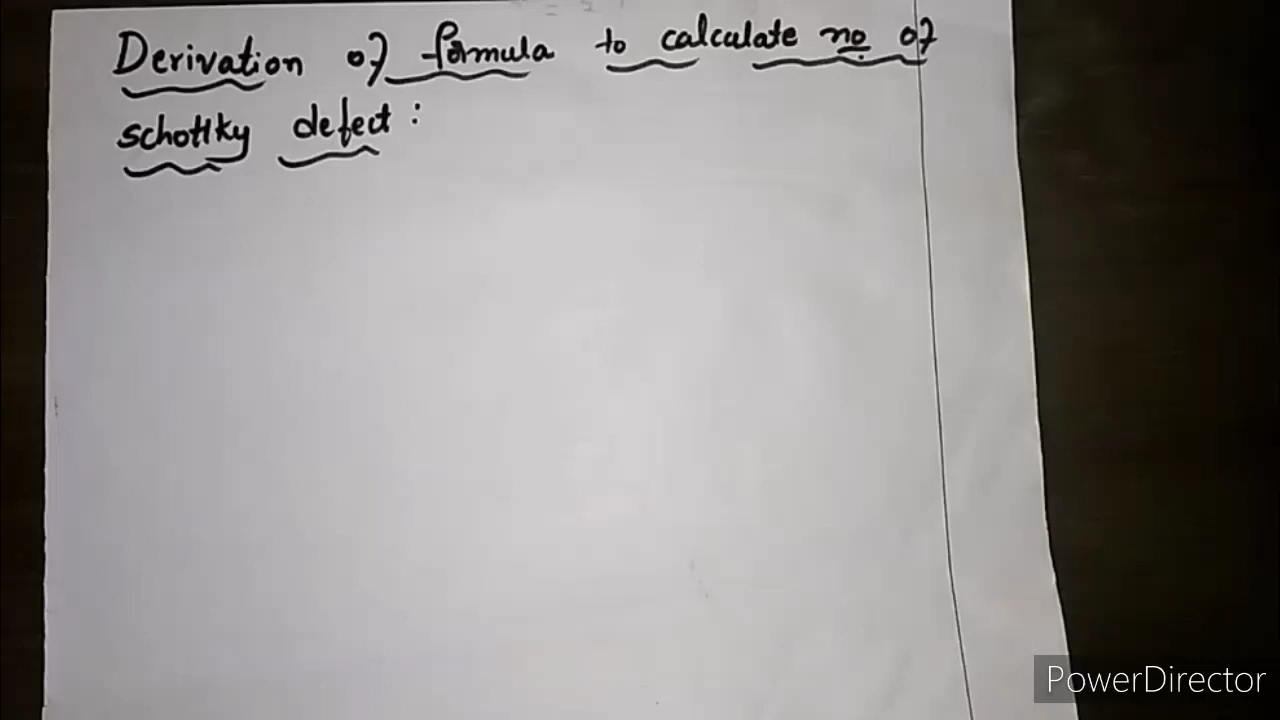 Derivation of formula to calculate no of
schottky defect :
PowerDirector